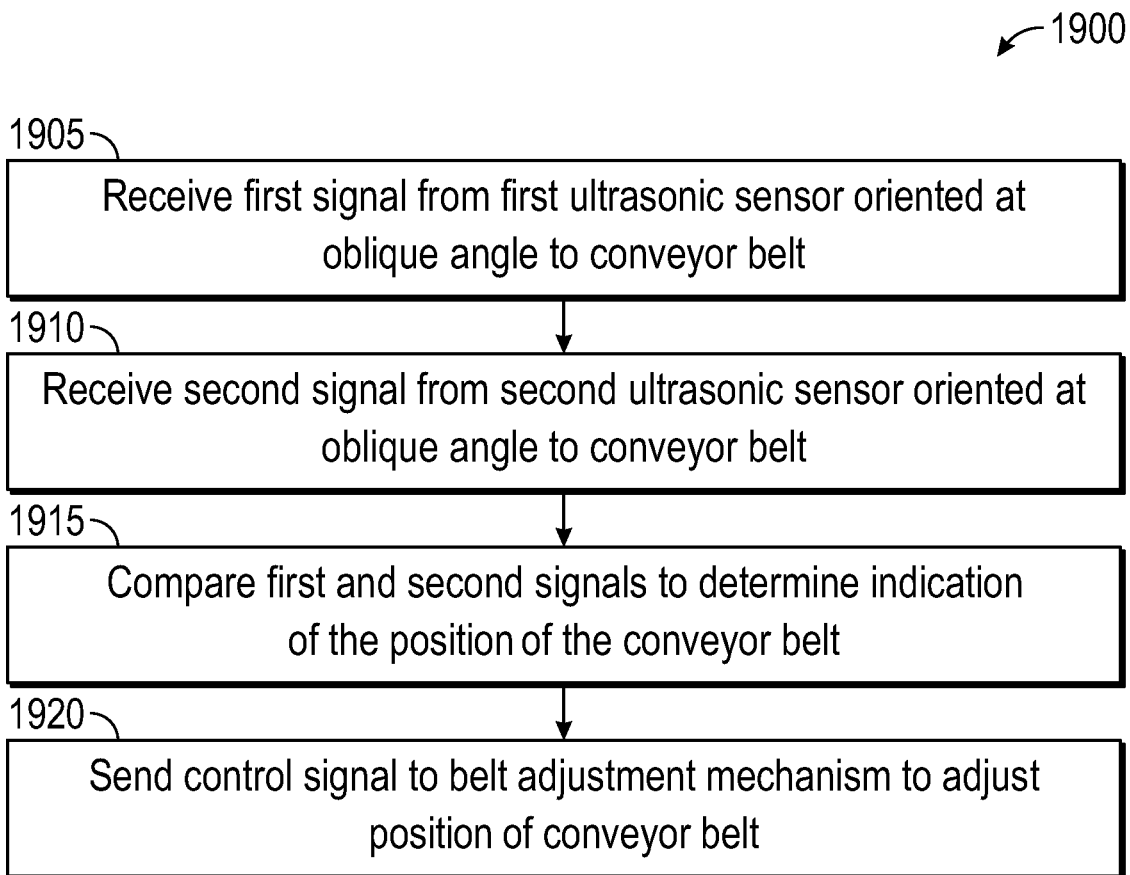 1900
1905
Receive first signal from first ultrasonic sensor oriented at
oblique angle to conveyor belt
1910
Receive second signal from second ultrasonic sensor oriented at
oblique angle to conveyor belt
1915
Compare first and second signals to determine indication
of the position of the conveyor belt
1920
Send control signal to belt adjustment mechanism to adjust
position of conveyor belt